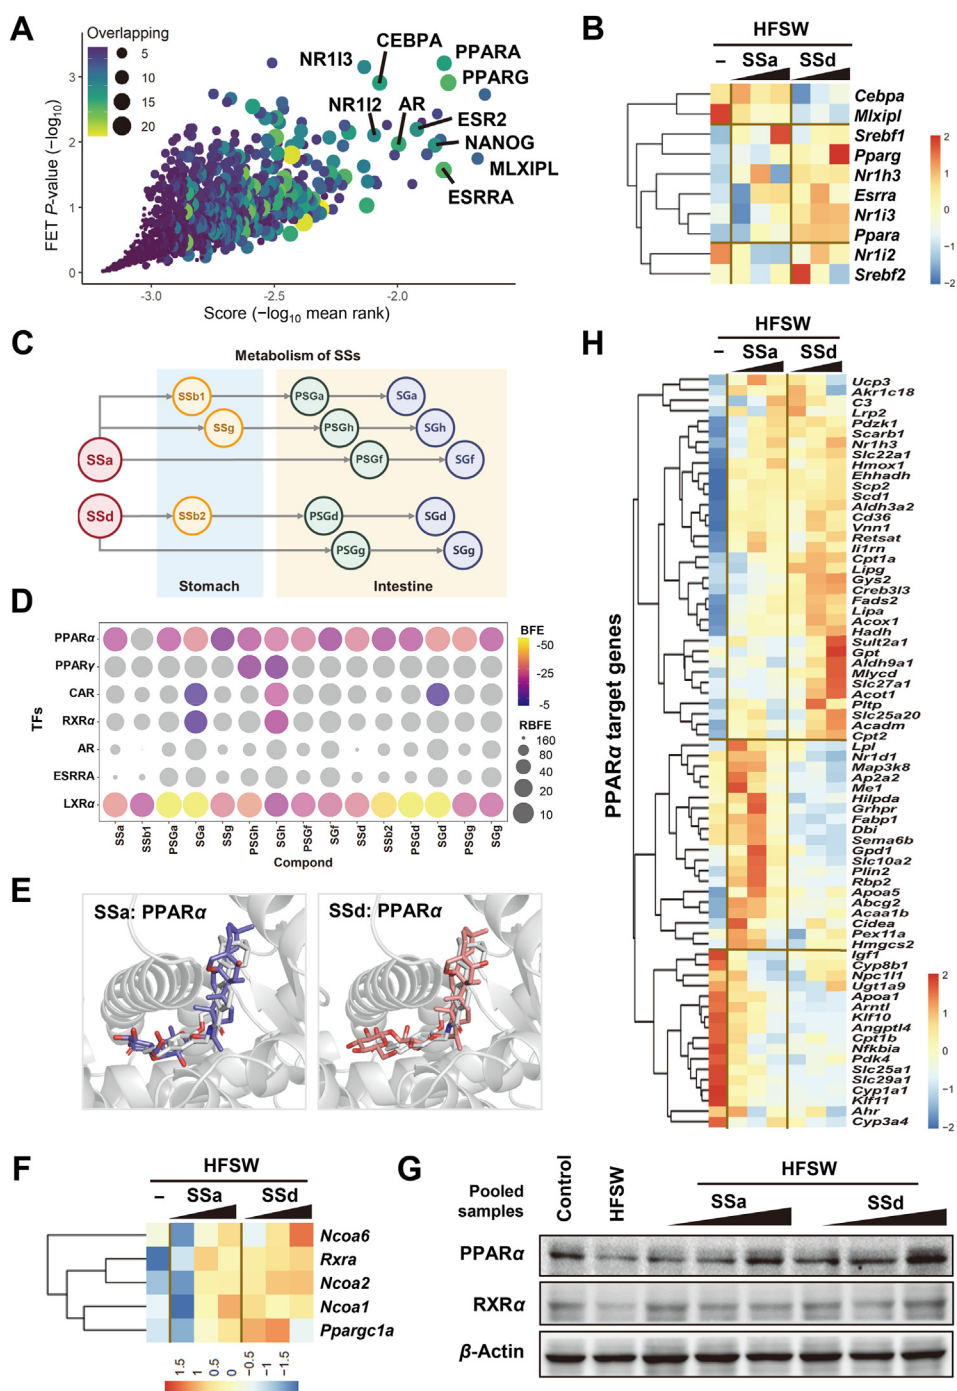 A
Overlapping
5
10
15
20
NR1I3
CEBPA
PPARA
PPARG
NR1I2
AR
ESR2
NANOG
MLXIPL
ESRRA
FET P-value (−log10)
3
2
1
0
-3.0
-2.5
-2.0
Score (−log10 mean rank)
B
HFSW
–
SSa
SSd
Cebpa
Mlxipl
Srebf1
Pparg
Nr1h3
Esrra
Nr1i3
Ppara
Nr1i2
Srebf2
2
1
0
−1
−2
C
Metabolism of SSs
SSb1
PSGa
SGa
SSg
PSGh
SGh
SSa
PSGf
SGf
SSd
SSb2
PSGd
SGd
PSGg
SGg
Stomach
Intestine
D
TFs
PPARα
PPARγ
CAR
RXRα
AR
ESRRA
LXRα
SSa
SSb1
PSGa
SGa
SSg
PSGh
SGh
PSGf
SGf
SSd
SSb2
PSGd
SGd
PSGg
SGg
Compond
BFE
-50
-25
-5
RBFE
160
80
40
20
10
E
SSa: PPARα
SSd: PPARα
F
HFSW
–
SSa
SSd
Ncoa6
Rxra
Ncoa2
Ncoa1
Ppargc1a
1.5
1
0.5
0
−0.5
−1
−1.5
G
Pooled
samples
Control
HFSW
HFSW
SSa
SSd
PPARα
RXRα
β-Actin
H
HFSW
–
SSa
SSd
PPARα target genes
Ucp3
Akr1c18
C3
Lrp2
Pdzk1
Scarb1
Nr1h3
Slc22a1
Hmox1
Ehhadh
Scp2
Scd1
Aldh3a2
Cd36
Vnn1
Retsat
Il1rn
Cpt1a
Lipg
Gys2
Creb3l3
Fads2
Lipa
Acox1
Hadh
Sult2a1
Gpt
Aldh9a1
Mlycd
Slc27a1
Acot1
Pltp
Slc25a20
Acadm
Cpt2
Lpl
Nr1d1
Map3k8
Ap2a2
Me1
Hilpda
Grhpr
Fabp1
Dbi
Sema6b
Gpd1
Slc10a2
Plin2
Rbp2
Apoa5
Abcg2
Acaa1b
Cidea
Pex11a
Hmgcs2
Igf1
Cyp8b1
Npc1l1
Ugt1a9
Apoa1
Arntl
Klf10
Angptl4
Cpt1b
Nfkbia
Pdk4
Slc25a1
Slc29a1
Cyp1a1
Klf11
Ahr
Cyp3a4
2
1
0
−1
−2